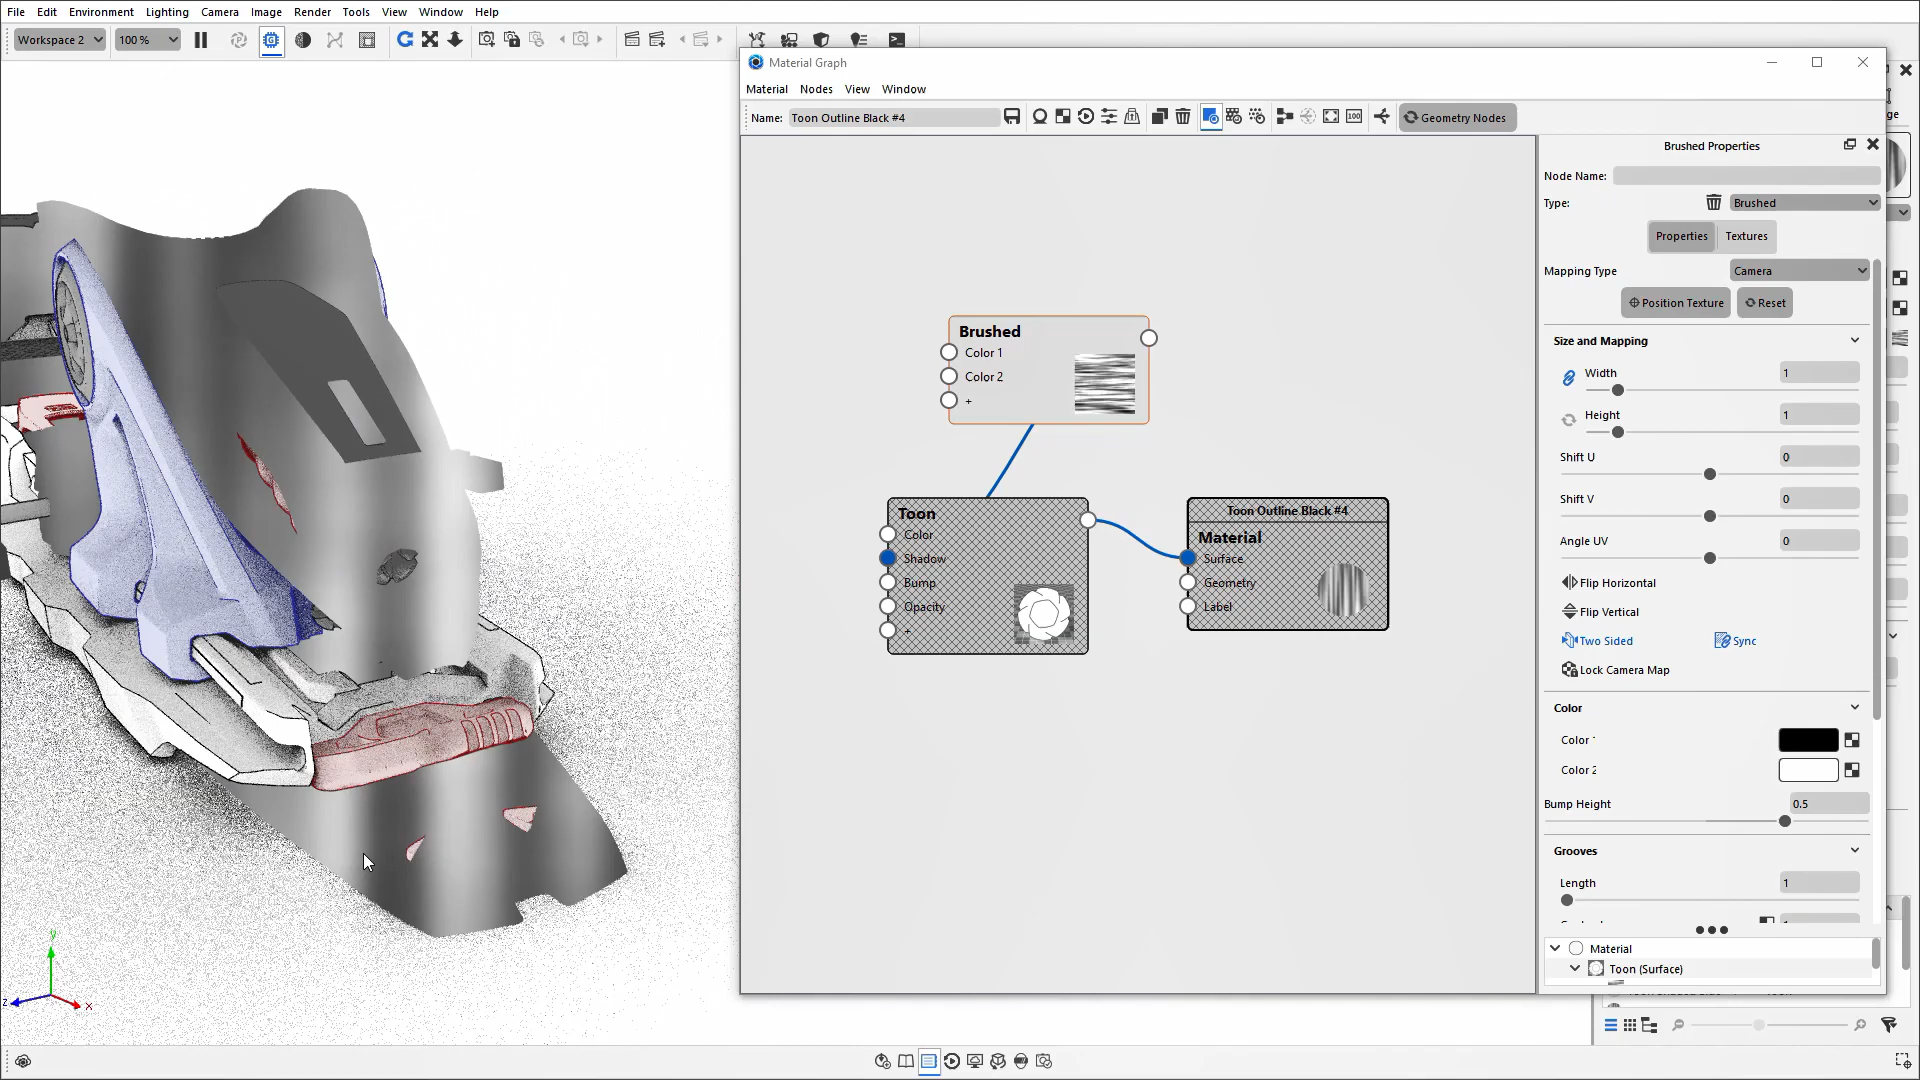 File Edit Environment Lighting Camera Image Render Tools View Window Help
Workspace 2 100 %
Material Graph
Material Nodes View Window
Name: Toon Outline Black #4 100 Geometry Nodes
Brushed Properties
Node Name:
Type: Brushed
Properties Textures
Mapping Type Camera
Position Texture Reset
Size and Mapping
Width 1
Height 1
Shift U 0
Shift V 0
Angle UV 0
Flip Horizontal
Flip Vertical
Two Sided Sync
Lock Camera Map
Color
Color
Color 2
Bump Height 0.5
Grooves
Length 1
Material
Toon (Surface)
Brushed
Color 1
Color 2
+
Toon
Color
Shadow
Bump
Opacity
+
Toon Outline Black #4
Material
Surface
Geometry
Label
y
z
x